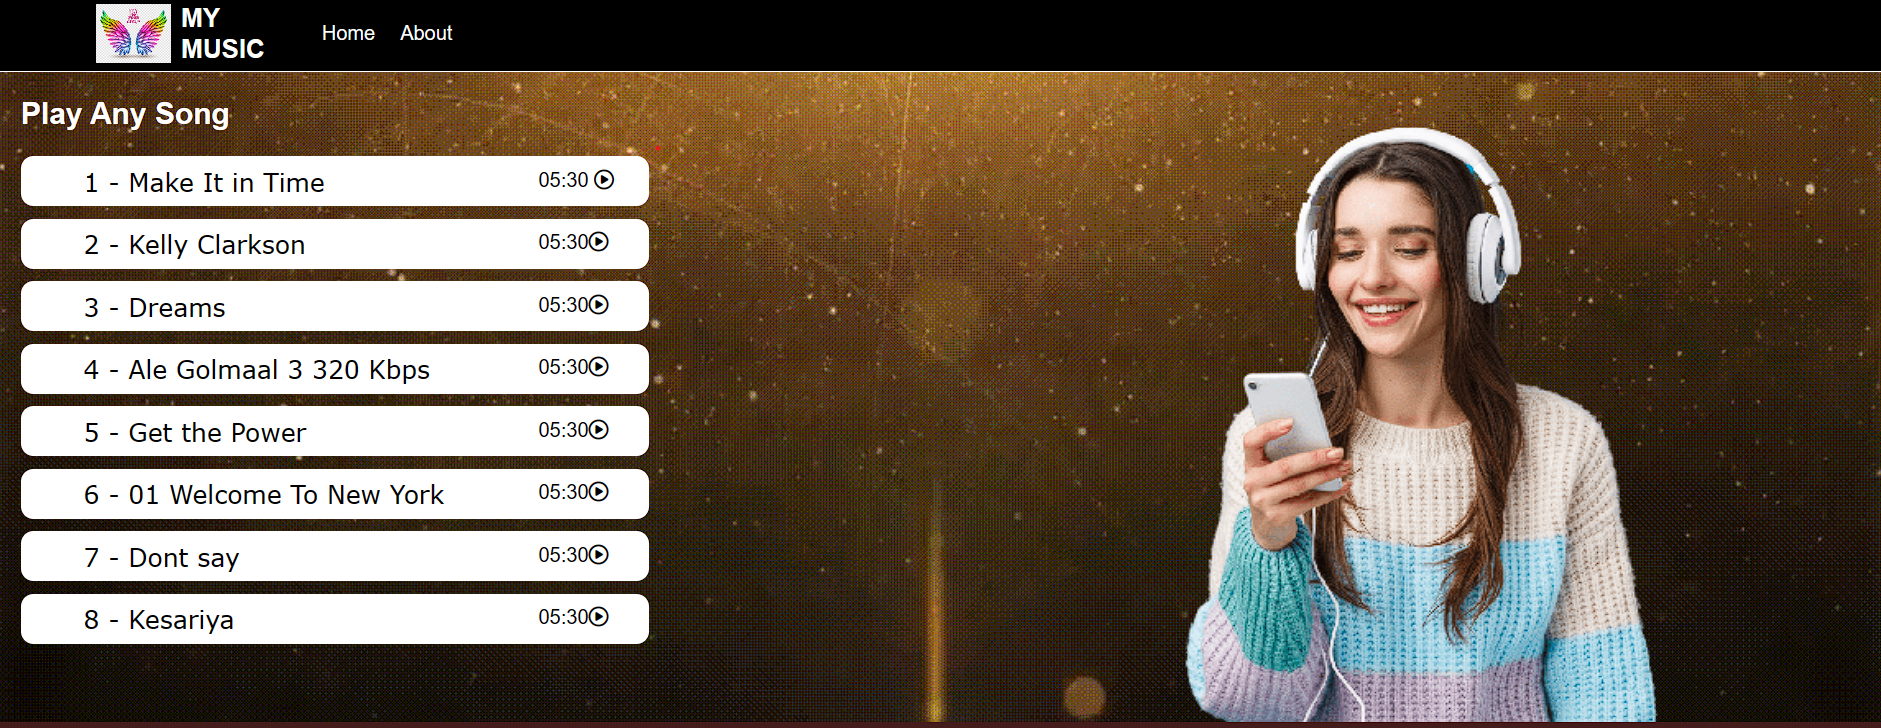 MY
MUSIC
Home About
Play Any Song
1 - Make It in Time 05:30
2 - Kelly Clarkson 05:30
3 - Dreams 05:30
4 - Ale Golmaal 3 320 Kbps 05:30
5 - Get the Power 05:30
6 - 01 Welcome To New York 05:30
7 - Dont say 05:30
8 - Kesariya 05:30